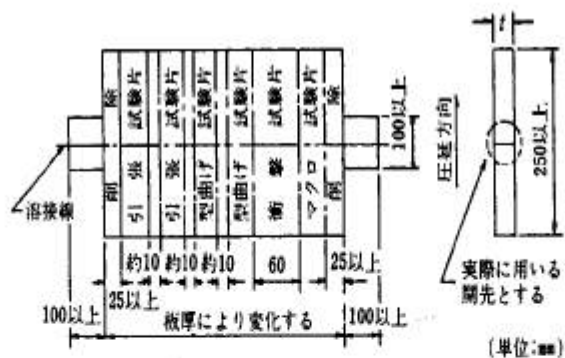 削除
引張試験片
引張試験片
型曲げ試験片
型曲げ試験片
衝撃試験片
マクロ試験片
削除
溶接線
100以上
圧延方向
t
250以上
約10
約10
約10
60
25以上
25以上
100以上
板厚により変化する
100以上
実際に用いる
開先とする
(単位:mm)